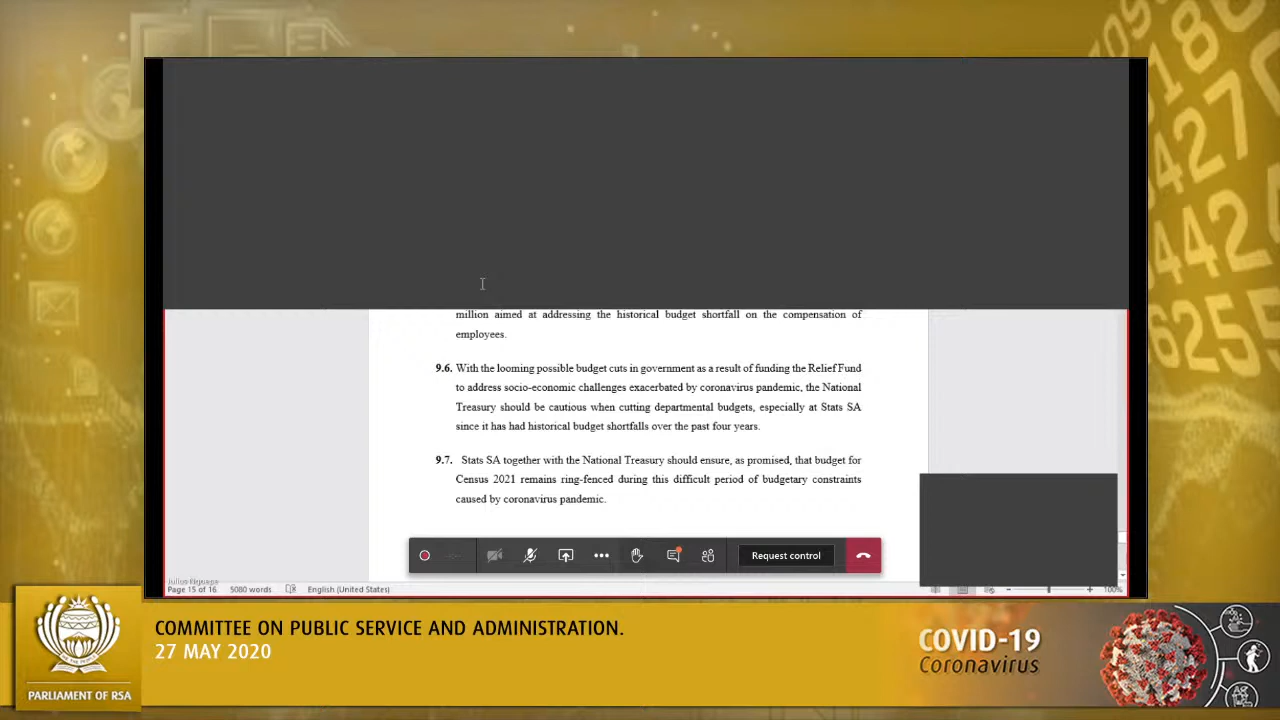 million aimed at addressing the historical budget shortfall on the compensation of
employees.
9.6. With the looming possible budget cuts in government as a result of funding the Relief Fund
to address socio-economic challenges exacerbated by coronavirus pandemic, the National
Treasury should be cautious when cutting departmental budgets, especially at Stats SA
since it has had historical budget shortfalls over the past four years.
9.7. Stats SA together with the National Treasury should ensure, as promised, that budget for
Census 2021 remains ring-fenced during this difficult period of budgetary constraints
caused by coronavirus pandemic.
Request control
Page 15 of 16 5080 words English (United States) 100%
COMMITTEE ON PUBLIC SERVICE AND ADMINISTRATION.
27 MAY 2020
PARLIAMENT OF RSA
COVID-19
Coronavirus